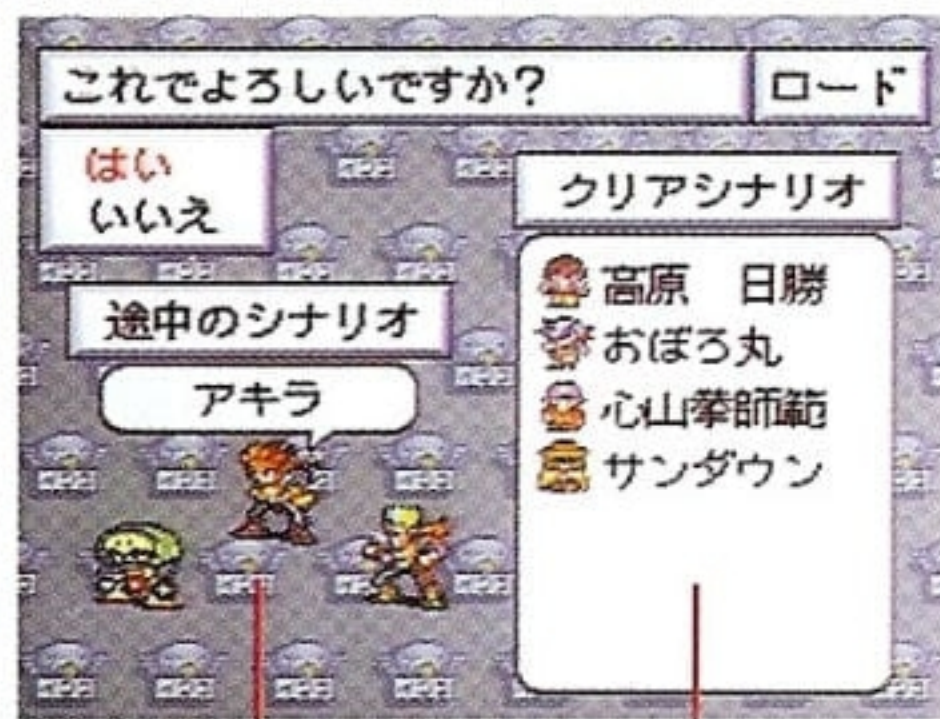 これでよろしいですか?
ロード
はい
いいえ
途中のシナリオ
アキラ
クリアシナリオ
高原 日勝
おぼろ丸
心山拳師範
サンダウン